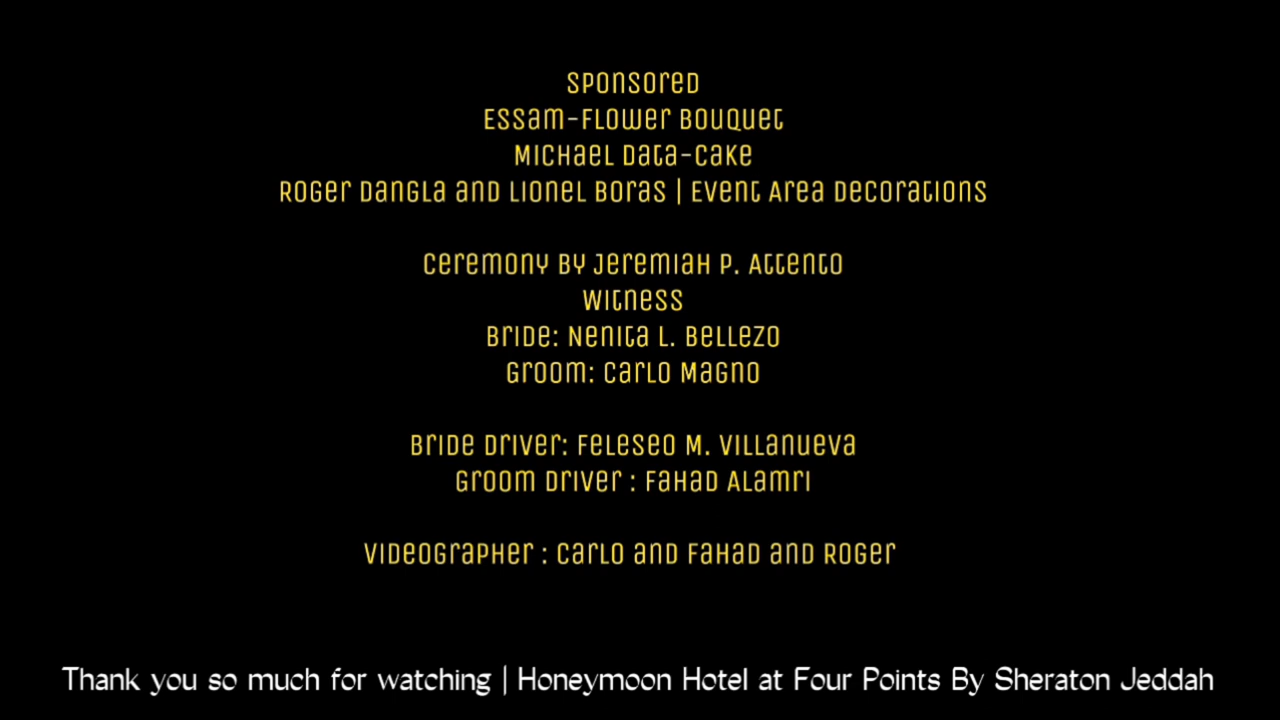 Sponsored
Essam-Flower Bouquet
Michael Data-Cake
Roger Dangla and Lionel Boras | Event Area Decorations
Ceremony by Jeremiah P. Attento
Witness
Bride: Nenita L. Bellezo
Groom: Carlo Magno
Bride Driver: Feleseo M. Villanueva
Groom Driver : Fahad Alamri
Videographer : Carlo and Fahad and Roger
Thank you so much for watching | Honeymoon Hotel at Four Points By Sheraton Jeddah